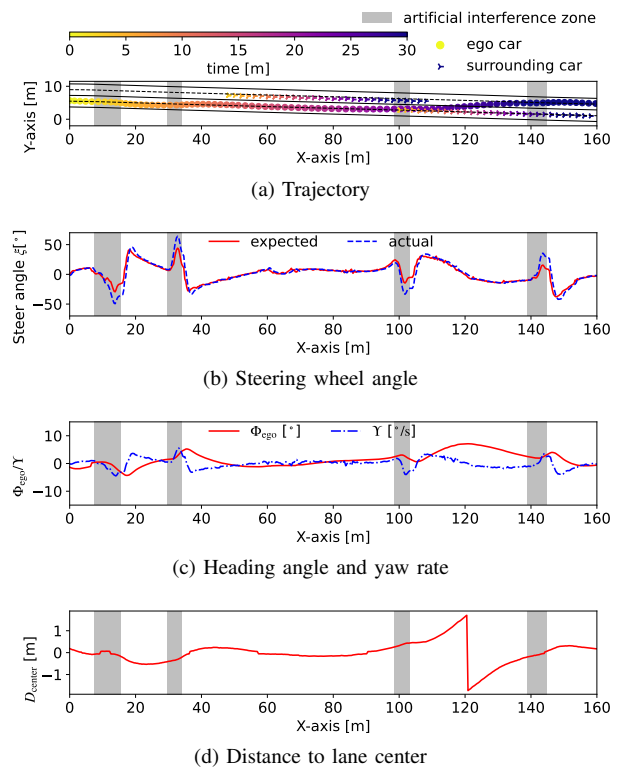 artificial interference zone
0 5 10 15 20 25 30
time [m]
ego car
surrounding car
Y-axis [m]
10
0
0 20 40 60 80 100 120 140 160
X-axis [m]
(a) Trajectory
Steer angle ξ[°]
50
0
−50
expected
actual
0 20 40 60 80 100 120 140 160
X-axis [m]
(b) Steering wheel angle
Φego/ϒ
10
0
−10
Φego [°]
ϒ [°/s]
0 20 40 60 80 100 120 140 160
X-axis [m]
(c) Heading angle and yaw rate
Dcenter [m]
1
0
−1
0 20 40 60 80 100 120 140 160
X-axis [m]
(d) Distance to lane center